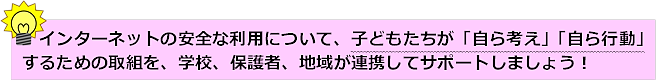 インターネットの安全な利用について、子どもたちが「自ら考え」「自ら行動」
するための取組を、学校、保護者、地域が連携してサポートしましょう！